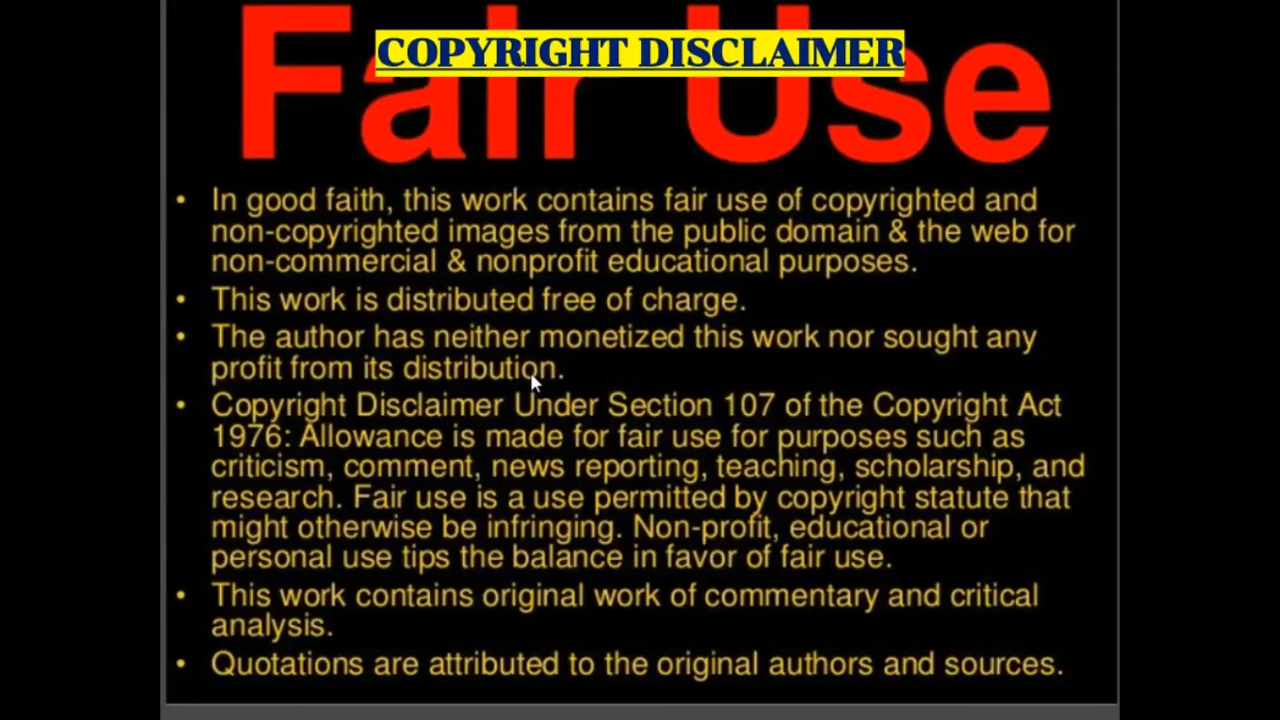 COPYRIGHT DISCLAIMER
Fair Use
• In good faith, this work contains fair use of copyrighted and
non-copyrighted images from the public domain & the web for
non-commercial & nonprofit educational purposes.
• This work is distributed free of charge.
• The author has neither monetized this work nor sought any
profit from its distribution.
• Copyright Disclaimer Under Section 107 of the Copyright Act
1976: Allowance is made for fair use for purposes such as
criticism, comment, news reporting, teaching, scholarship, and
research. Fair use is a use permitted by copyright statute that
might otherwise be infringing. Non-profit, educational or
personal use tips the balance in favor of fair use.
• This work contains original work of commentary and critical
analysis.
• Quotations are attributed to the original authors and sources.